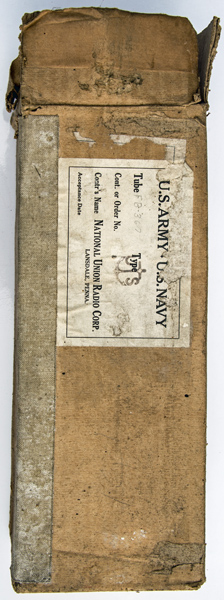 U.S. ARMY - U.S. NAVY
Tube Type
Cont. or Order No.
Contr's Name NATIONAL UNION RADIO CORP.
LANSDALE, PENNA.
Acceptance Date